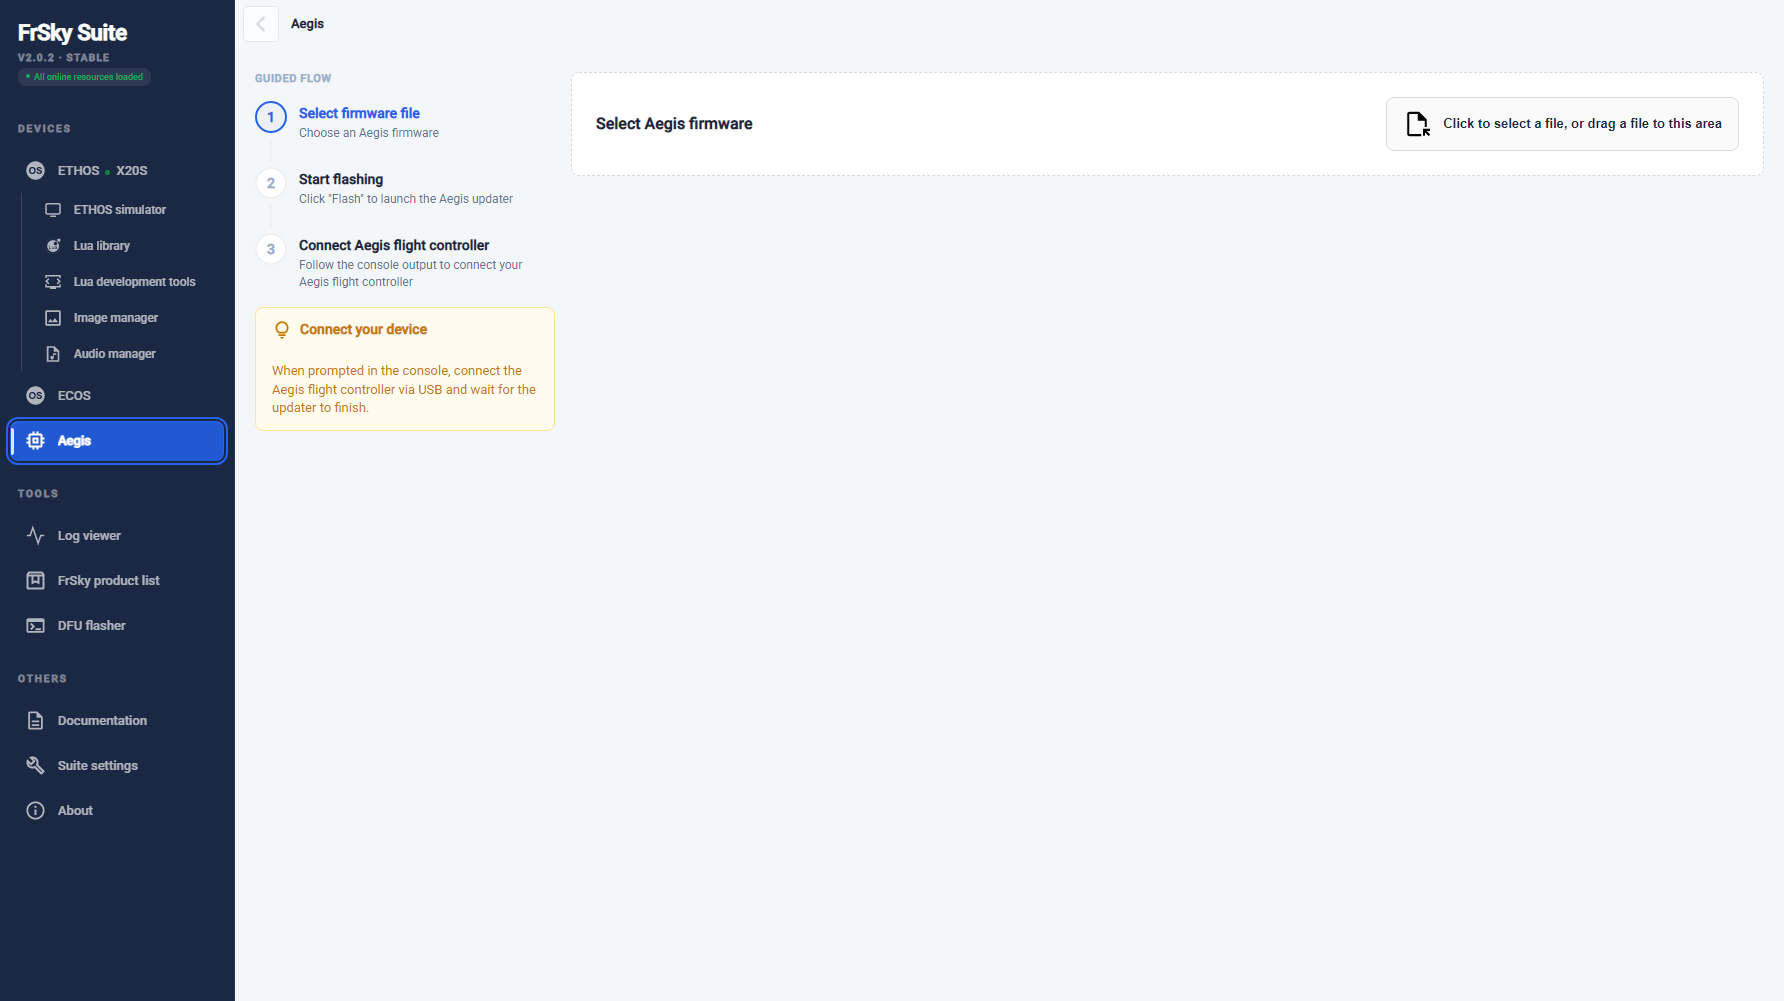 FrSky Suite
V2.0.2 · STABLE
All online resources loaded
DEVICES
ETHOS X20S
ETHOS simulator
Lua library
Lua development tools
Image manager
Audio manager
ECOS
Aegis
TOOLS
Log viewer
FrSky product list
DFU flasher
OTHERS
Documentation
Suite settings
About
Aegis
GUIDED FLOW
1 Select firmware file
Choose an Aegis firmware
2 Start flashing
Click "Flash" to launch the Aegis updater
3 Connect Aegis flight controller
Follow the console output to connect your
Aegis flight controller
Connect your device
When prompted in the console, connect the
Aegis flight controller via USB and wait for the
updater to finish.
Select Aegis firmware
Click to select a file, or drag a file to this area